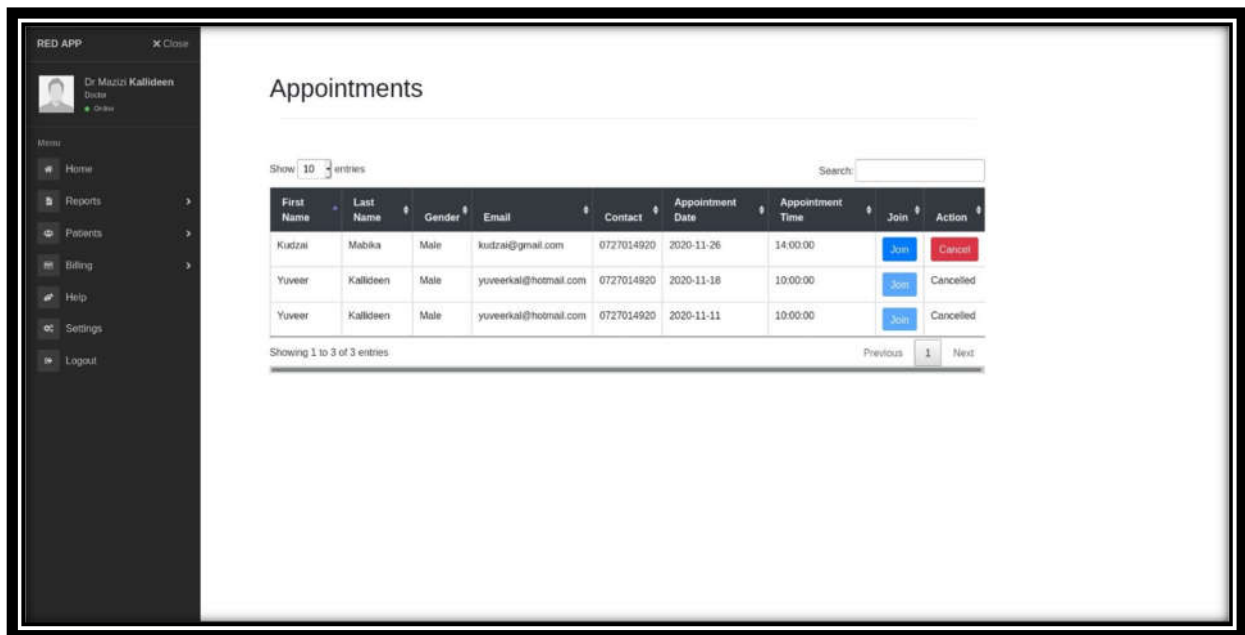 RED APP
✕ Close
Dr Mazizi Kallideen
Doctor
Online
Menu
Home
Reports
Patients
Billing
Help
Settings
Logout
Appointments
Show 10 entries
Search:
First Name Last Name Gender Email Contact Appointment Date Appointment Time Join Action
Kudzai Mabika Male kudzai@gmail.com 0727014920 2020-11-26 14:00:00 Join Cancel
Yuveer Kallideen Male yuveerkal@hotmail.com 0727014920 2020-11-18 10:00:00 Join Cancelled
Yuveer Kallideen Male yuveerkal@hotmail.com 0727014920 2020-11-11 10:00:00 Join Cancelled
Showing 1 to 3 of 3 entries
Previous 1 Next